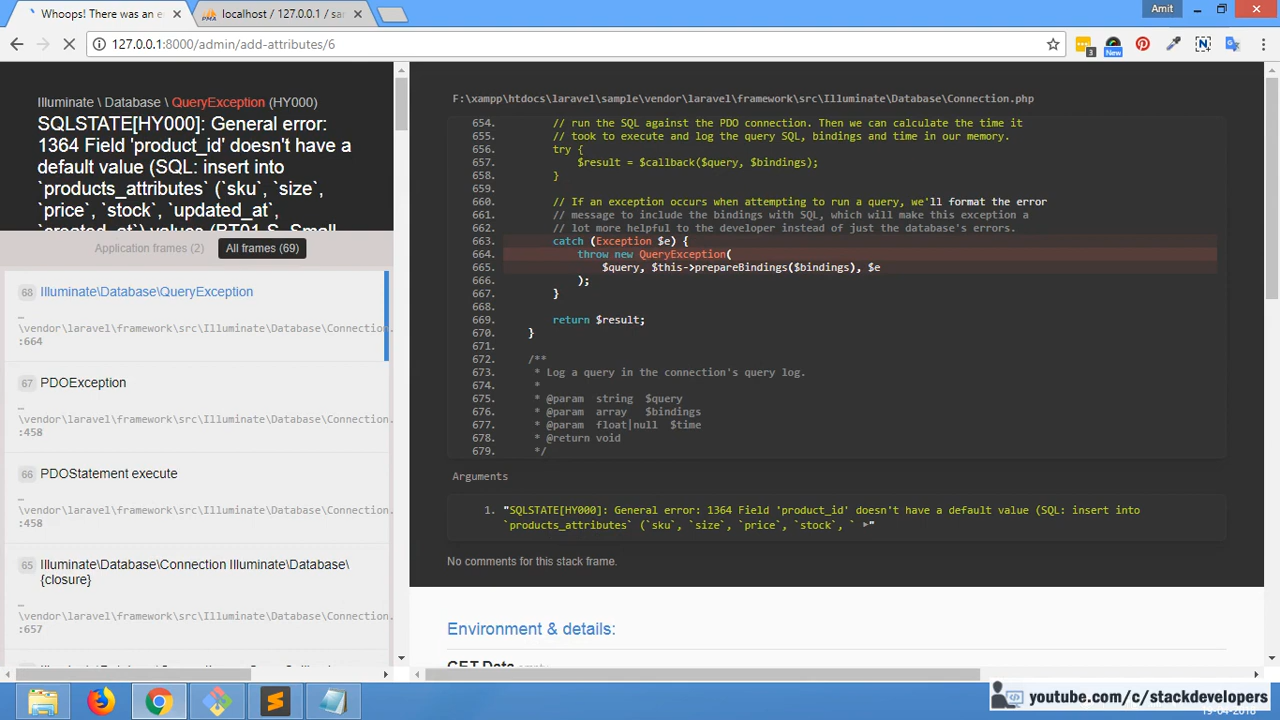 Whoops! There was an e
localhost / 127.0.0.1 / sa
Amit
127.0.0.1:8000/admin/add-attributes/6
3
New
Illuminate \ Database \ QueryException (HY000)
SQLSTATE[HY000]: General error:
1364 Field 'product_id' doesn't have a
default value (SQL: insert into
`products_attributes` (`sku`, `size`,
`price`, `stock`, `updated_at`,
`created_at`) values (BT01-S, Small,
Application frames (2)
All frames (69)
68 Illuminate\Database\QueryException
…
\vendor\laravel\framework\src\Illuminate\Database\Connection.
:664
67 PDOException
…
\vendor\laravel\framework\src\Illuminate\Database\Connection.
:458
66 PDOStatement execute
…
\vendor\laravel\framework\src\Illuminate\Database\Connection.
:458
65 Illuminate\Database\Connection Illuminate\Database\
{closure}
…
\vendor\laravel\framework\src\Illuminate\Database\Connection.
:657
F:\xampp\htdocs\laravel\sample\vendor\laravel\framework\src\Illuminate\Database\Connection.php
654. // run the SQL against the PDO connection. Then we can calculate the time it
655. // took to execute and log the query SQL, bindings and time in our memory.
656. try {
657. $result = $callback($query, $bindings);
658. }
659.
660. // If an exception occurs when attempting to run a query, we'll format the error
661. // message to include the bindings with SQL, which will make this exception a
662. // lot more helpful to the developer instead of just the database's errors.
663. catch (Exception $e) {
664. throw new QueryException(
665. $query, $this->prepareBindings($bindings), $e
666. );
667. }
668.
669. return $result;
670. }
671.
672. /**
673. * Log a query in the connection's query log.
674. *
675. * @param string $query
676. * @param array $bindings
677. * @param float|null $time
678. * @return void
679. */
Arguments
1. "SQLSTATE[HY000]: General error: 1364 Field 'product_id' doesn't have a default value (SQL: insert into
`products_attributes` (`sku`, `size`, `price`, `stock`, ` ▸"
No comments for this stack frame.
Environment & details:
GET Data empty
youtube.com/c/stackdevelopers